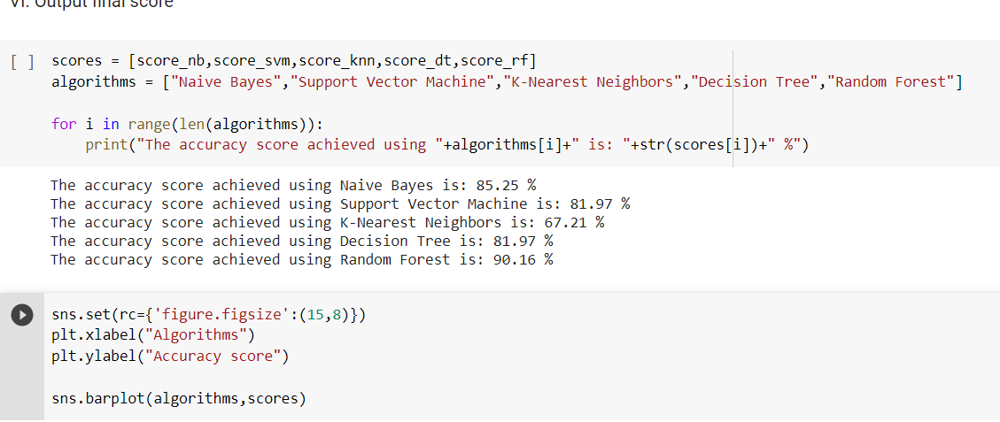 VI. Output final score
[ ] scores = [score_nb,score_svm,score_knn,score_dt,score_rf]
algorithms = ["Naive Bayes","Support Vector Machine","K-Nearest Neighbors","Decision Tree","Random Forest"]
for i in range(len(algorithms)):
    print("The accuracy score achieved using "+algorithms[i]+" is: "+str(scores[i])+" %")
The accuracy score achieved using Naive Bayes is: 85.25 %
The accuracy score achieved using Support Vector Machine is: 81.97 %
The accuracy score achieved using K-Nearest Neighbors is: 67.21 %
The accuracy score achieved using Decision Tree is: 81.97 %
The accuracy score achieved using Random Forest is: 90.16 %
sns.set(rc={'figure.figsize':(15,8)})
plt.xlabel("Algorithms")
plt.ylabel("Accuracy score")
sns.barplot(algorithms,scores)